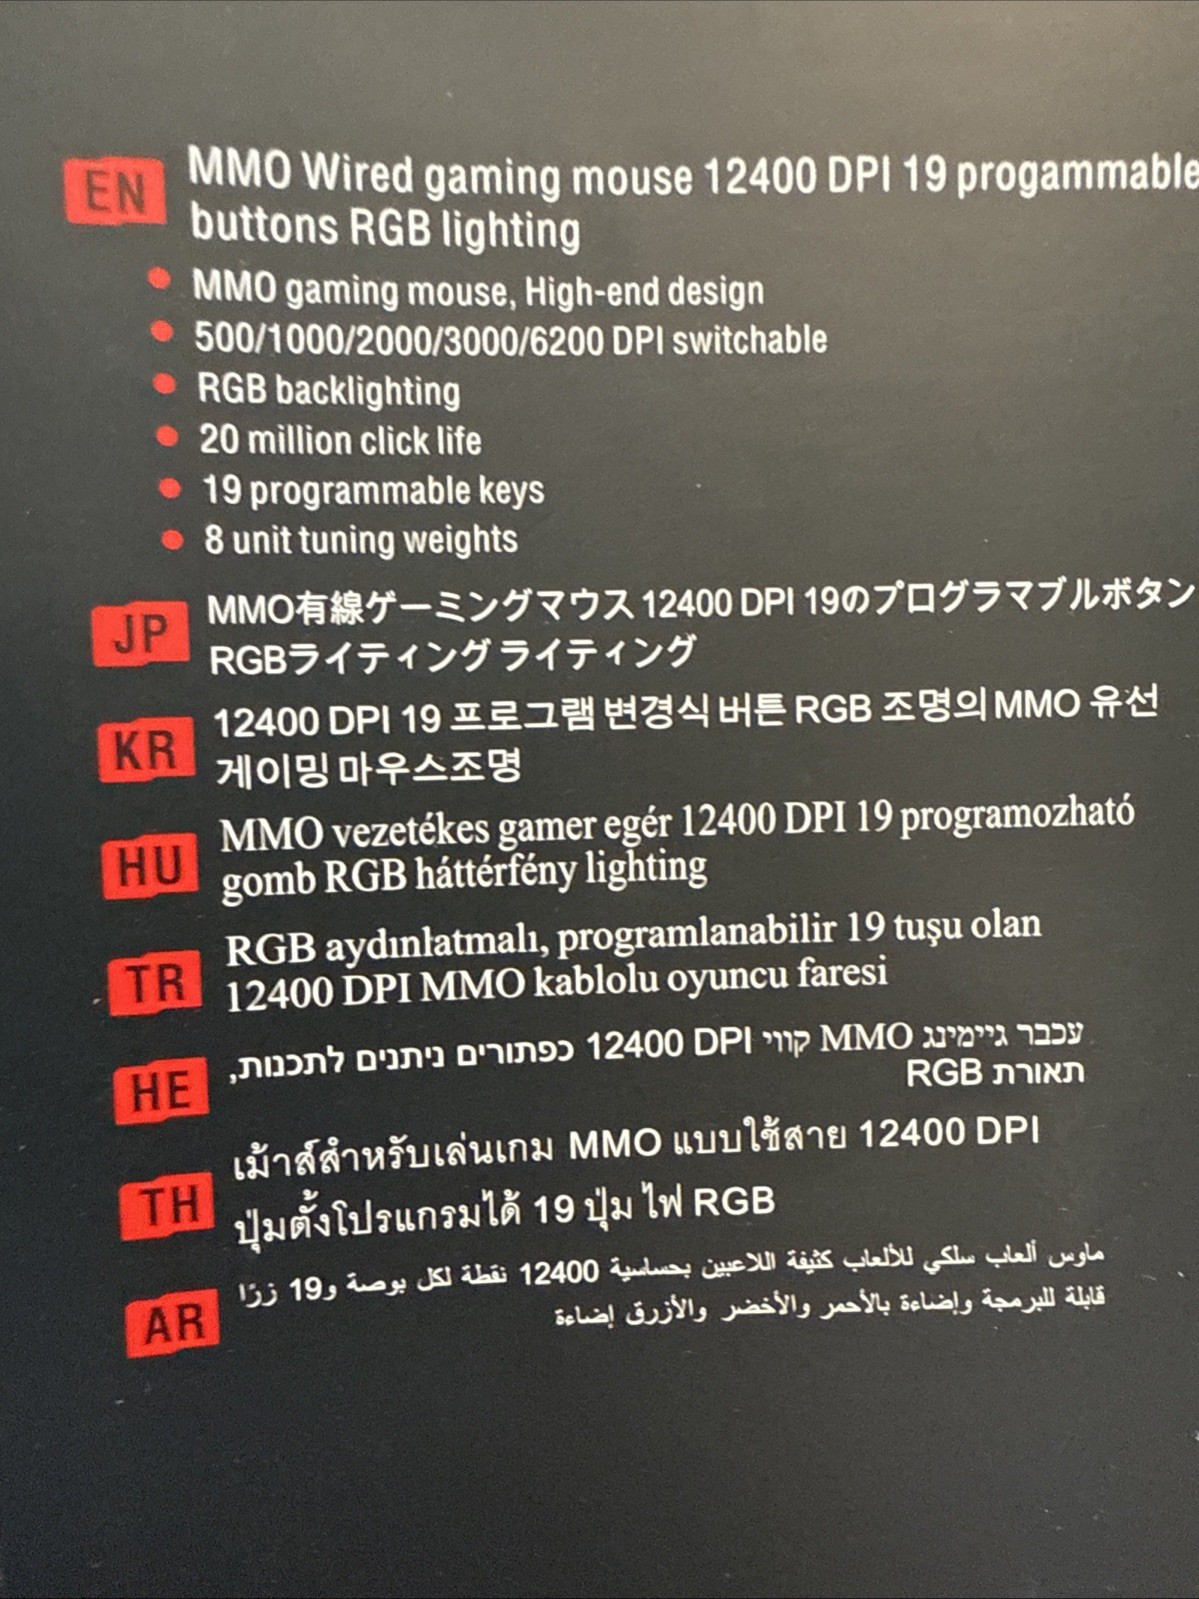 EN MMO Wired gaming mouse 12400 DPI 19 progammable
buttons RGB lighting
MMO gaming mouse, High-end design
500/1000/2000/3000/6200 DPI switchable
RGB backlighting
20 million click life
19 programmable keys
8 unit tuning weights
JP MMO有線ゲーミングマウス 12400 DPI 19のプログラマブルボタン
RGBライティング ライティング
KR 12400 DPI 19 프로그램 변경식 버튼 RGB 조명의 MMO 유선
게이밍 마우스조명
HU MMO vezetékes gamer egér 12400 DPI 19 programozható
gomb RGB háttérfény lighting
TR RGB aydınlatmalı, programlanabilir 19 tuşu olan
12400 DPI MMO kablolu oyuncu faresi
HE עכבר גיימינג MMO קווי 12400 DPI כפתורים ניתנים לתכנות,
תאורת RGB
TH เม้าส์สำหรับเล่นเกม MMO แบบใช้สาย 12400 DPI
ปุ่มตั้งโปรแกรมได้ 19 ปุ่ม ไฟ RGB
AR ماوس ألعاب سلكي للألعاب كثيفة اللاعبين بحساسية 12400 نقطة لكل بوصة و19 زرًا
قابلة للبرمجة وإضاءة بالأحمر والأخضر والأزرق إضاءة